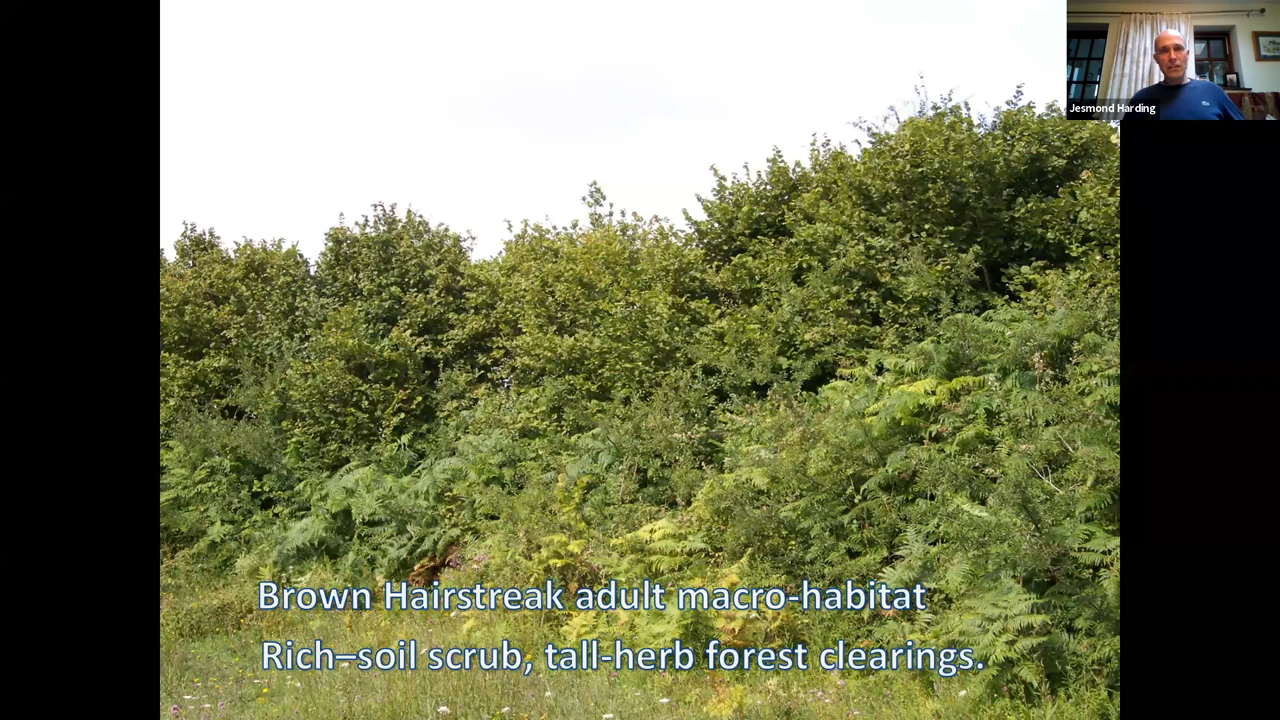 Jesmond Harding
Brown Hairstreak adult macro-habitat
Rich–soil scrub, tall-herb forest clearings.